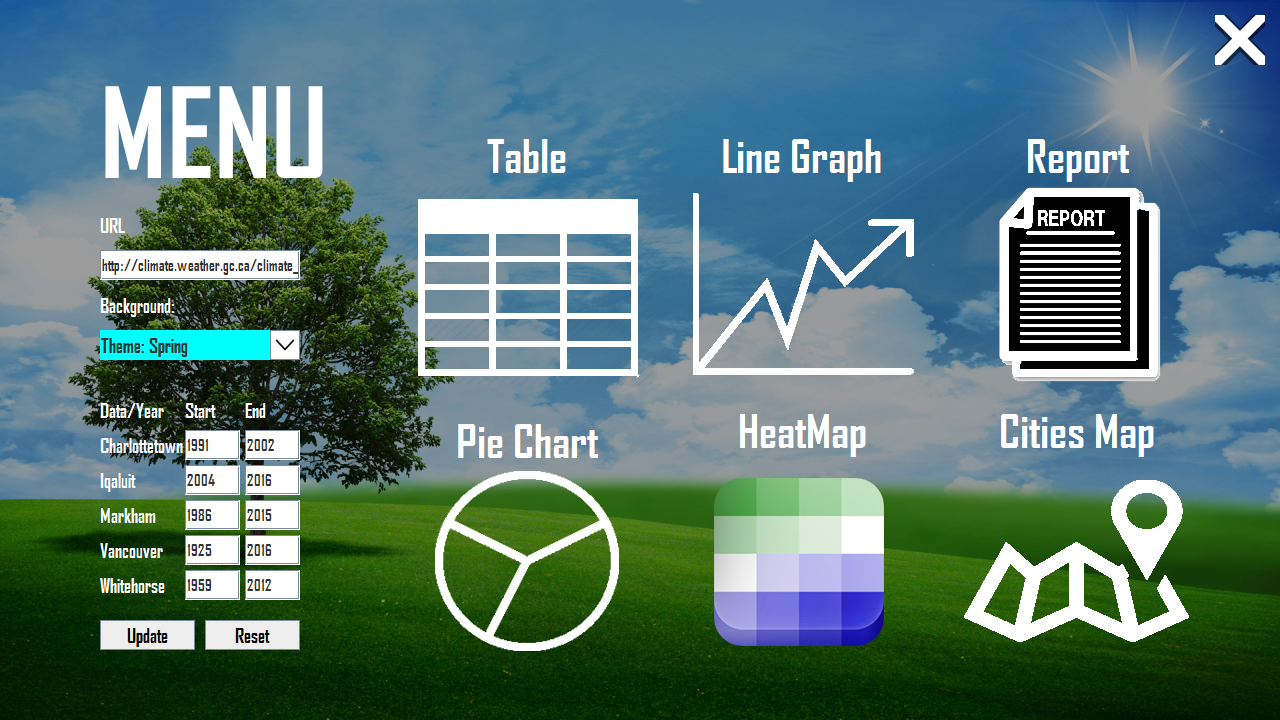 MENU
Table
Line Graph
Report
REPORT
URL
http://climate.weather.gc.ca/climate_
Background:
Theme: Spring
Data/Year Start End
Charlottetown 1991 2002
Iqaluit 2004 2016
Markham 1986 2015
Vancouver 1925 2016
Whitehorse 1959 2012
Update Reset
Pie Chart
HeatMap
Cities Map